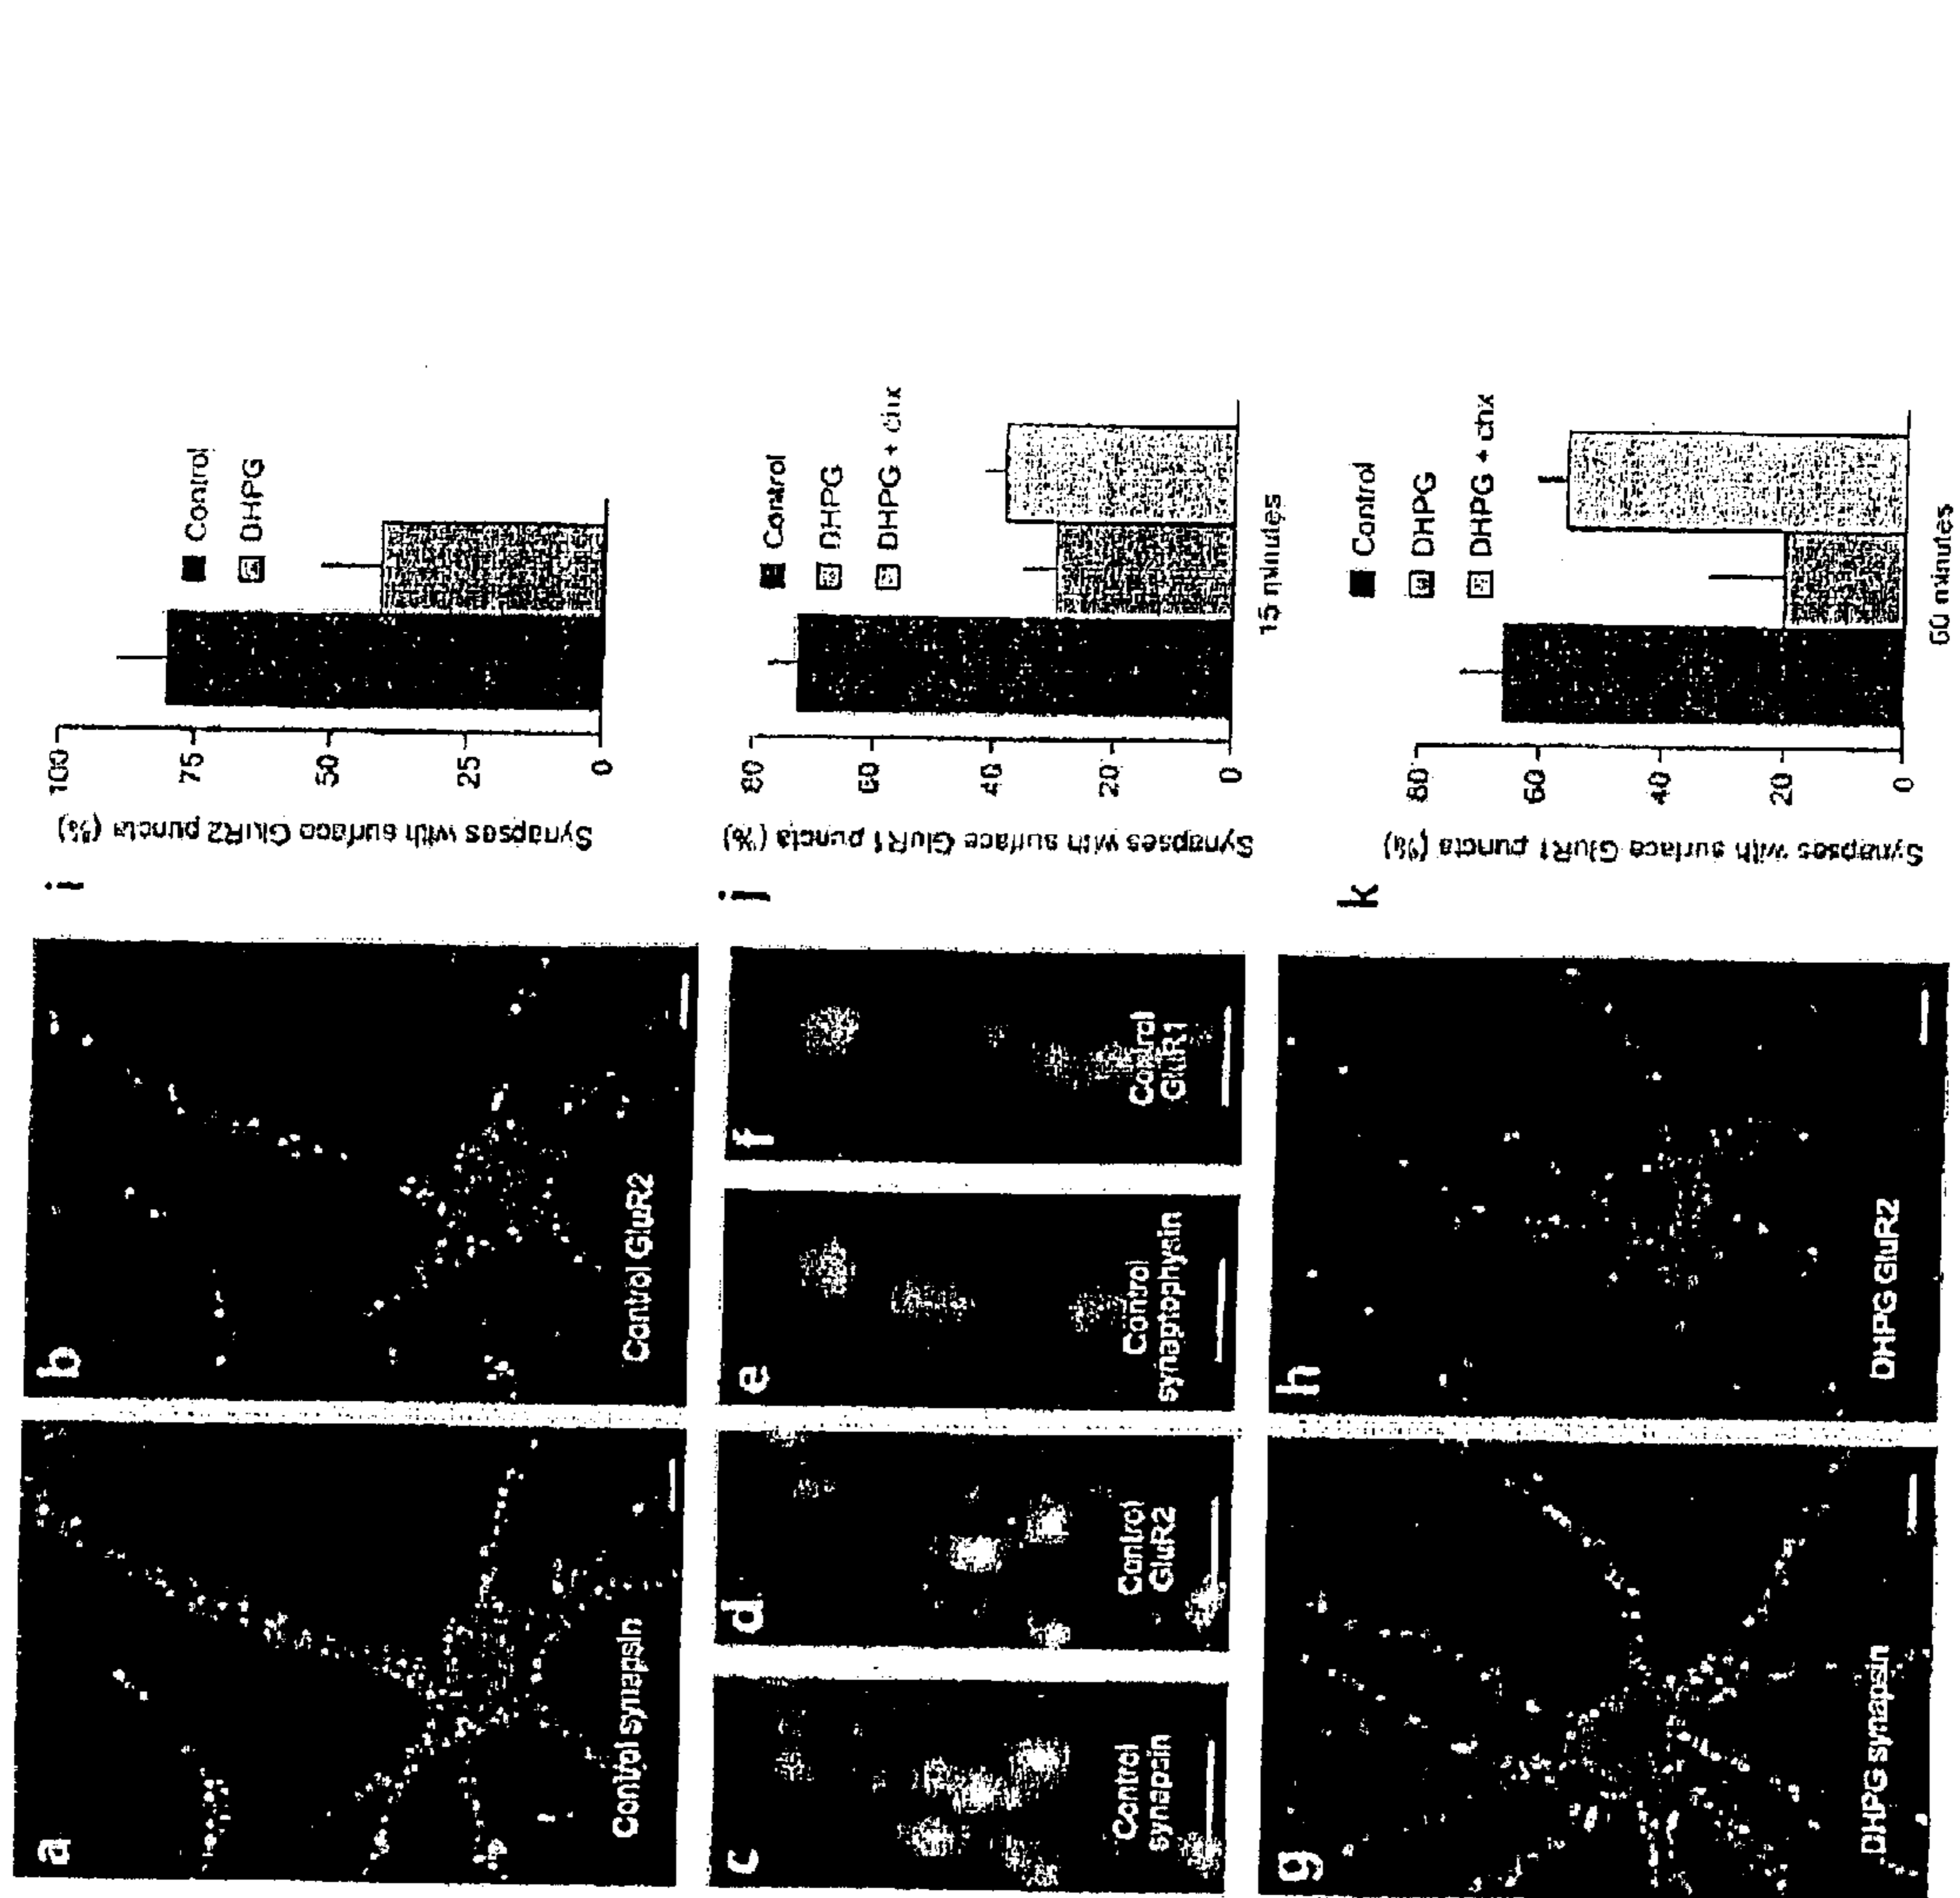 a
Control synapsin
b
Control GluR2
c
Control
synapsin
d
Control
GluR2
e
Control
synaptophysin
f
Control
GluR1
g
DHPG synapsin
h
DHPG GluR2
i
Synapses with surface GluR2 puncta (%)
100
75
50
25
0
Control
DHPG
j
Synapses with surface GluR1 puncta (%)
80
60
40
20
0
Control
DHPG
DHPG + chx
15 minutes
k
Synapses with surface GluR1 puncta (%)
80
60
40
20
0
Control
DHPG
DHPG + chx
60 minutes